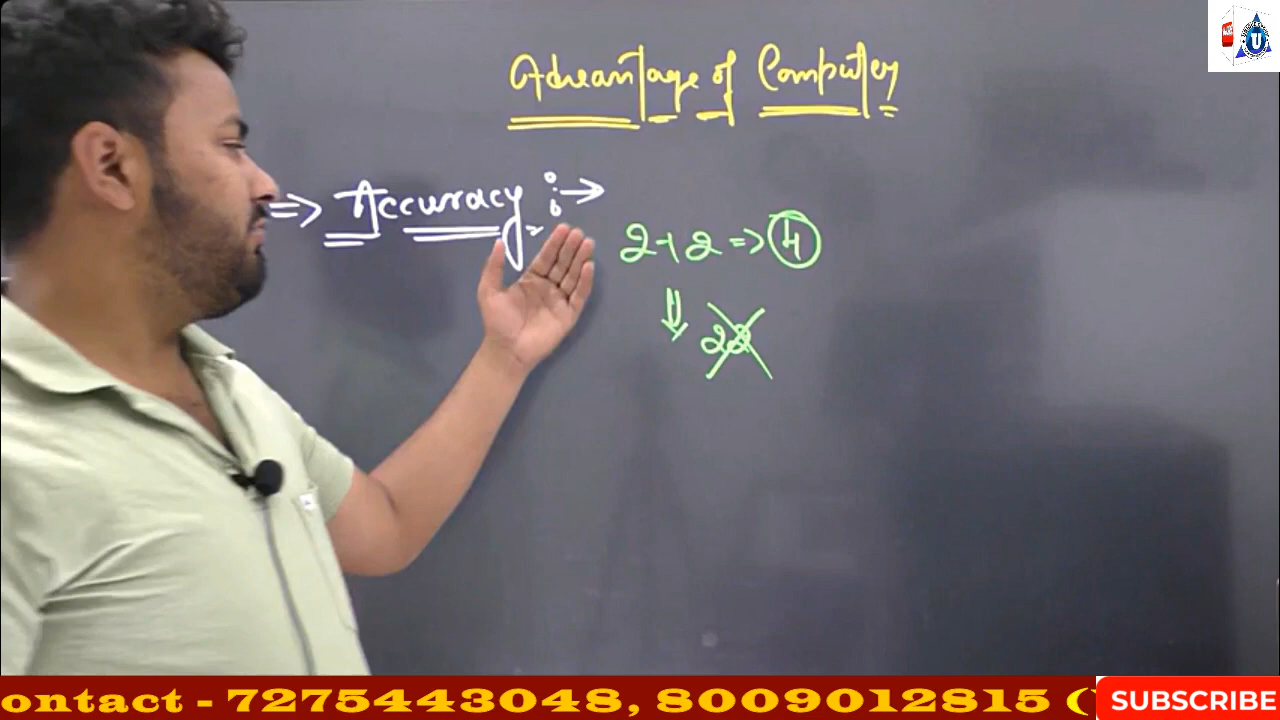 Advantage of Computer
=> Accuracy :→
2+2 => 4
⇓ 22
ontact - 7275443048, 8009012815 (
SUBSCRIBE
U